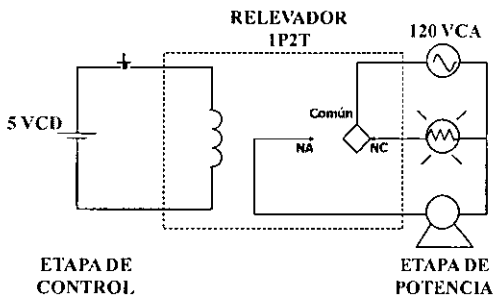 RELEVADOR
1P2T
120 VCA
5 VCD
Común
NA
NC
ETAPA DE
CONTROL
ETAPA DE
POTENCIA